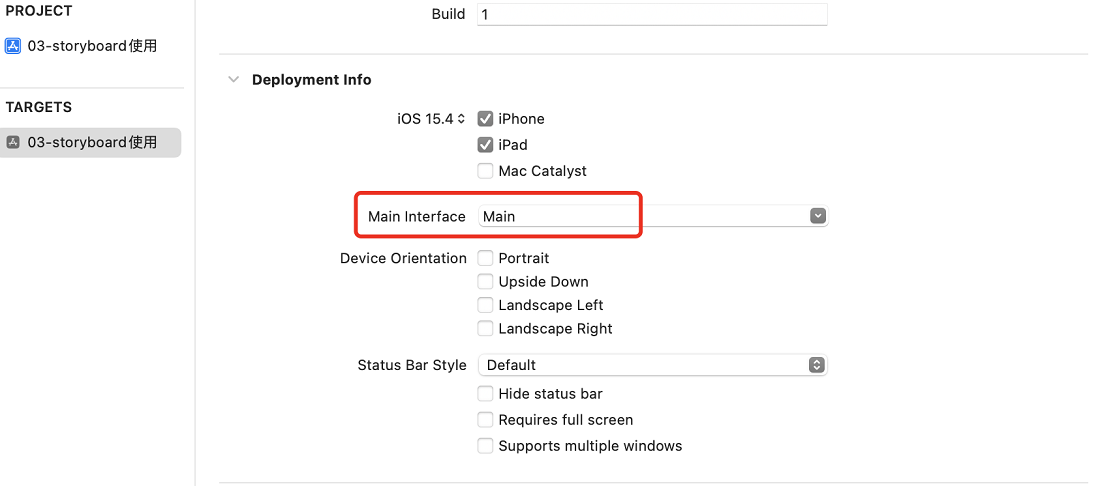 PROJECT
03-storyboard使用
TARGETS
03-storyboard使用
Build 1
Deployment Info
iOS 15.4 iPhone
iPad
Mac Catalyst
Main Interface Main
Device Orientation Portrait
Upside Down
Landscape Left
Landscape Right
Status Bar Style Default
Hide status bar
Requires full screen
Supports multiple windows